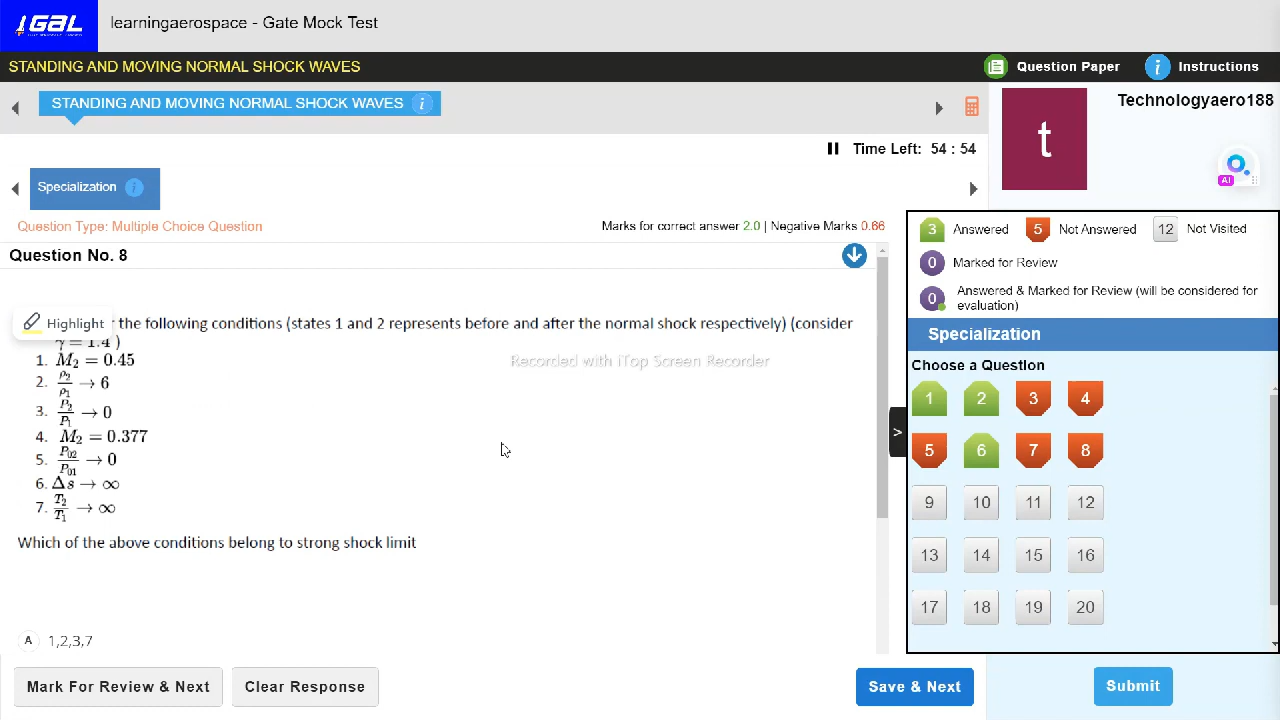 IGAL
learningaerospace - Gate Mock Test
STANDING AND MOVING NORMAL SHOCK WAVES
Question Paper
i Instructions
STANDING AND MOVING NORMAL SHOCK WAVES i
t
Technologyaero188
AI
Time Left: 54 : 54
Specialization i
Question Type: Multiple Choice Question
Marks for correct answer 2.0 | Negative Marks 0.66
Question No. 8
Highlight
the following conditions (states 1 and 2 represents before and after the normal shock respectively) (consider
γ = 1.4 )
1. M₂ = 0.45
2. ρ₂/ρ₁ → 6
3. P₂/P₁ → 0
4. M₂ = 0.377
5. P₀₂/P₀₁ → 0
6. Δs → ∞
7. T₂/T₁ → ∞
Which of the above conditions belong to strong shock limit
Recorded with iTop Screen Recorder
A 1,2,3,7
Mark For Review & Next
Clear Response
Save & Next
3 Answered
5 Not Answered
12 Not Visited
0 Marked for Review
0 Answered & Marked for Review (will be considered for
evaluation)
Specialization
Choose a Question
1 2 3 4
5 6 7 8
9 10 11 12
13 14 15 16
17 18 19 20
>
Submit